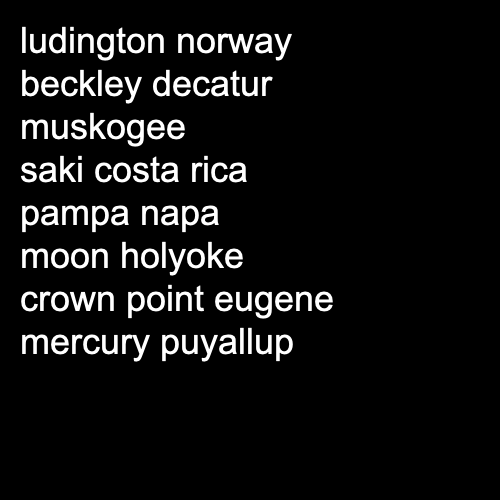 ludington norway
beckley decatur
muskogee
saki costa rica
pampa napa
moon holyoke
crown point eugene
mercury puyallup